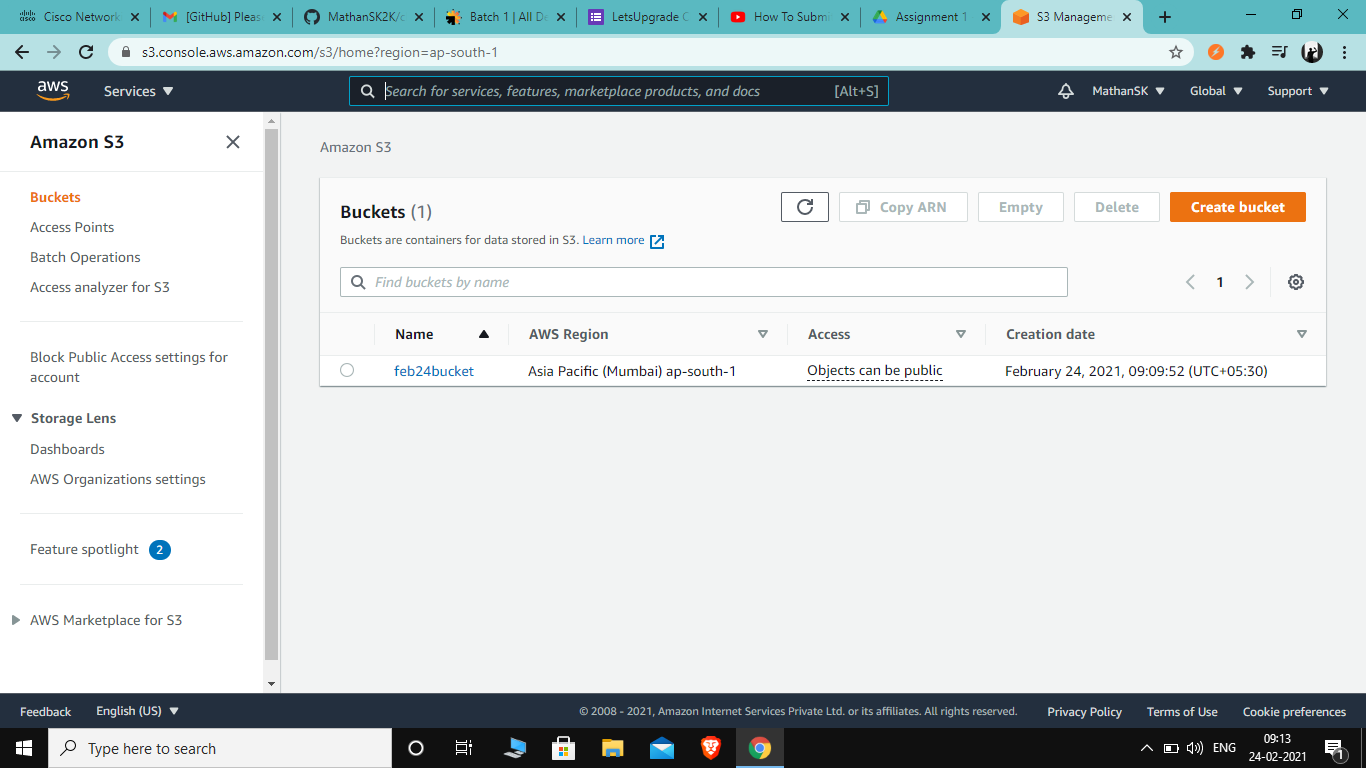 Cisco Network
[GitHub] Pleas
MathanSK2K/c
Batch 1 | All De
LetsUpgrade C
How To Submi
Assignment 1
S3 Manageme
s3.console.aws.amazon.com/s3/home?region=ap-south-1
aws
Services
Search for services, features, marketplace products, and docs
[Alt+S]
MathanSK
Global
Support
Amazon S3
Buckets
Access Points
Batch Operations
Access analyzer for S3
Block Public Access settings for
account
Storage Lens
Dashboards
AWS Organizations settings
Feature spotlight 2
AWS Marketplace for S3
Amazon S3
Buckets (1)
Copy ARN
Empty
Delete
Create bucket
Buckets are containers for data stored in S3. Learn more
Find buckets by name
1
Name
AWS Region
Access
Creation date
feb24bucket
Asia Pacific (Mumbai) ap-south-1
Objects can be public
February 24, 2021, 09:09:52 (UTC+05:30)
Feedback
English (US)
© 2008 - 2021, Amazon Internet Services Private Ltd. or its affiliates. All rights reserved.
Privacy Policy
Terms of Use
Cookie preferences
Type here to search
ENG
09:13
24-02-2021
1